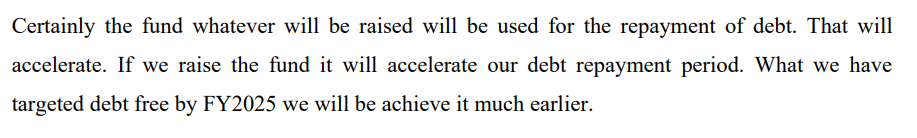 Certainly the fund whatever will be raised will be used for the repayment of debt. That will
accelerate. If we raise the fund it will accelerate our debt repayment period. What we have
targeted debt free by FY2025 we will be achieve it much earlier.